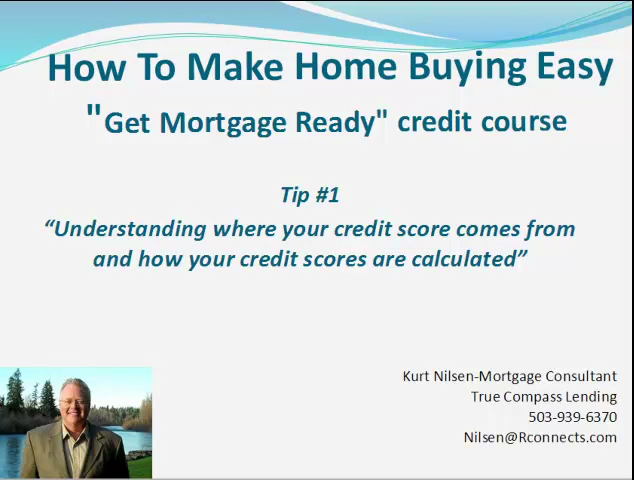 How To Make Home Buying Easy
"Get Mortgage Ready" credit course
Tip #1
“Understanding where your credit score comes from
and how your credit scores are calculated”
Kurt Nilsen-Mortgage Consultant
True Compass Lending
503-939-6370
Nilsen@Rconnects.com